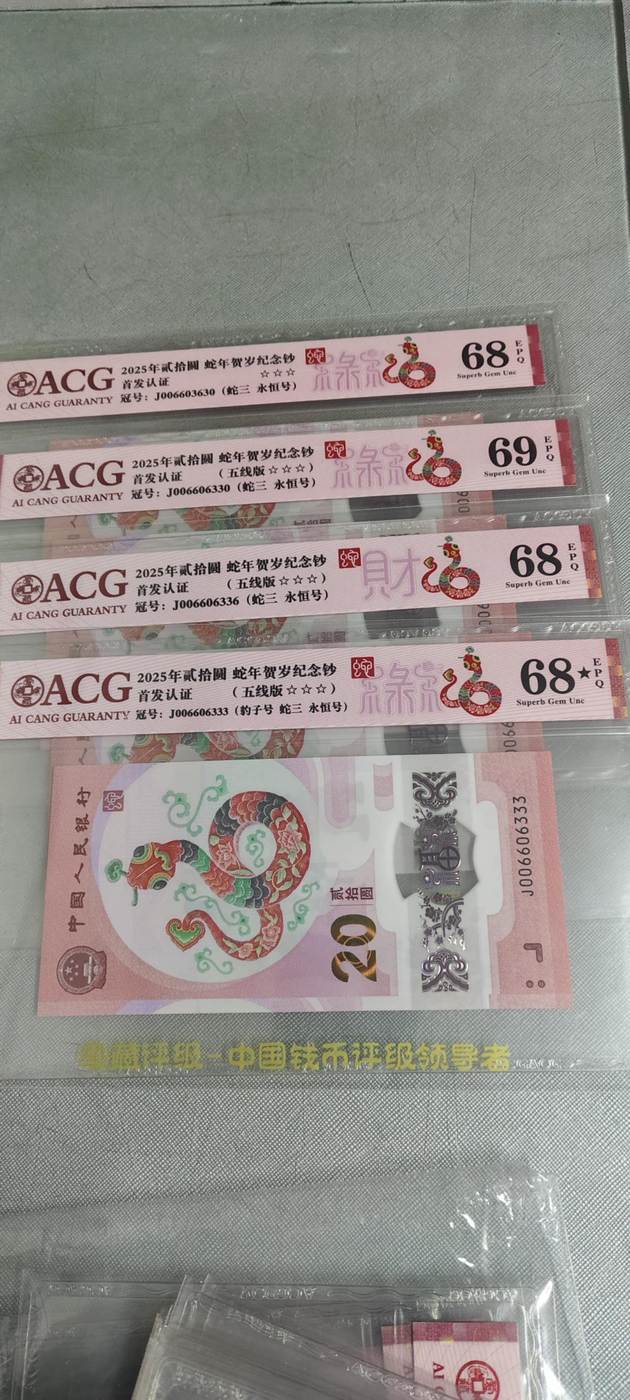 ACG
AI CANG GUARANTY
2025年贰拾圆 蛇年贺岁纪念钞
首发认证 ☆☆☆
冠号：J006603630（蛇三 永恒号）
68 EPQ
Superb Gem Unc
ACG
AI CANG GUARANTY
2025年贰拾圆 蛇年贺岁纪念钞
首发认证 （五线版☆☆☆）
冠号：J006606330（蛇三 永恒号）
69 EPQ
Superb Gem Unc
ACG
AI CANG GUARANTY
2025年贰拾圆 蛇年贺岁纪念钞
首发认证 （五线版☆☆☆）
冠号：J006606336（蛇三 永恒号）
財
68 EPQ
Superb Gem Unc
ACG
AI CANG GUARANTY
2025年贰拾圆 蛇年贺岁纪念钞
首发认证 （五线版☆☆☆）
冠号：J006606333（豹子号 蛇三 永恒号）
68★ EPQ
Superb Gem Unc
中国人民银行
贰拾圆
20
J006606333
藏评级-中国钱币评级领导者